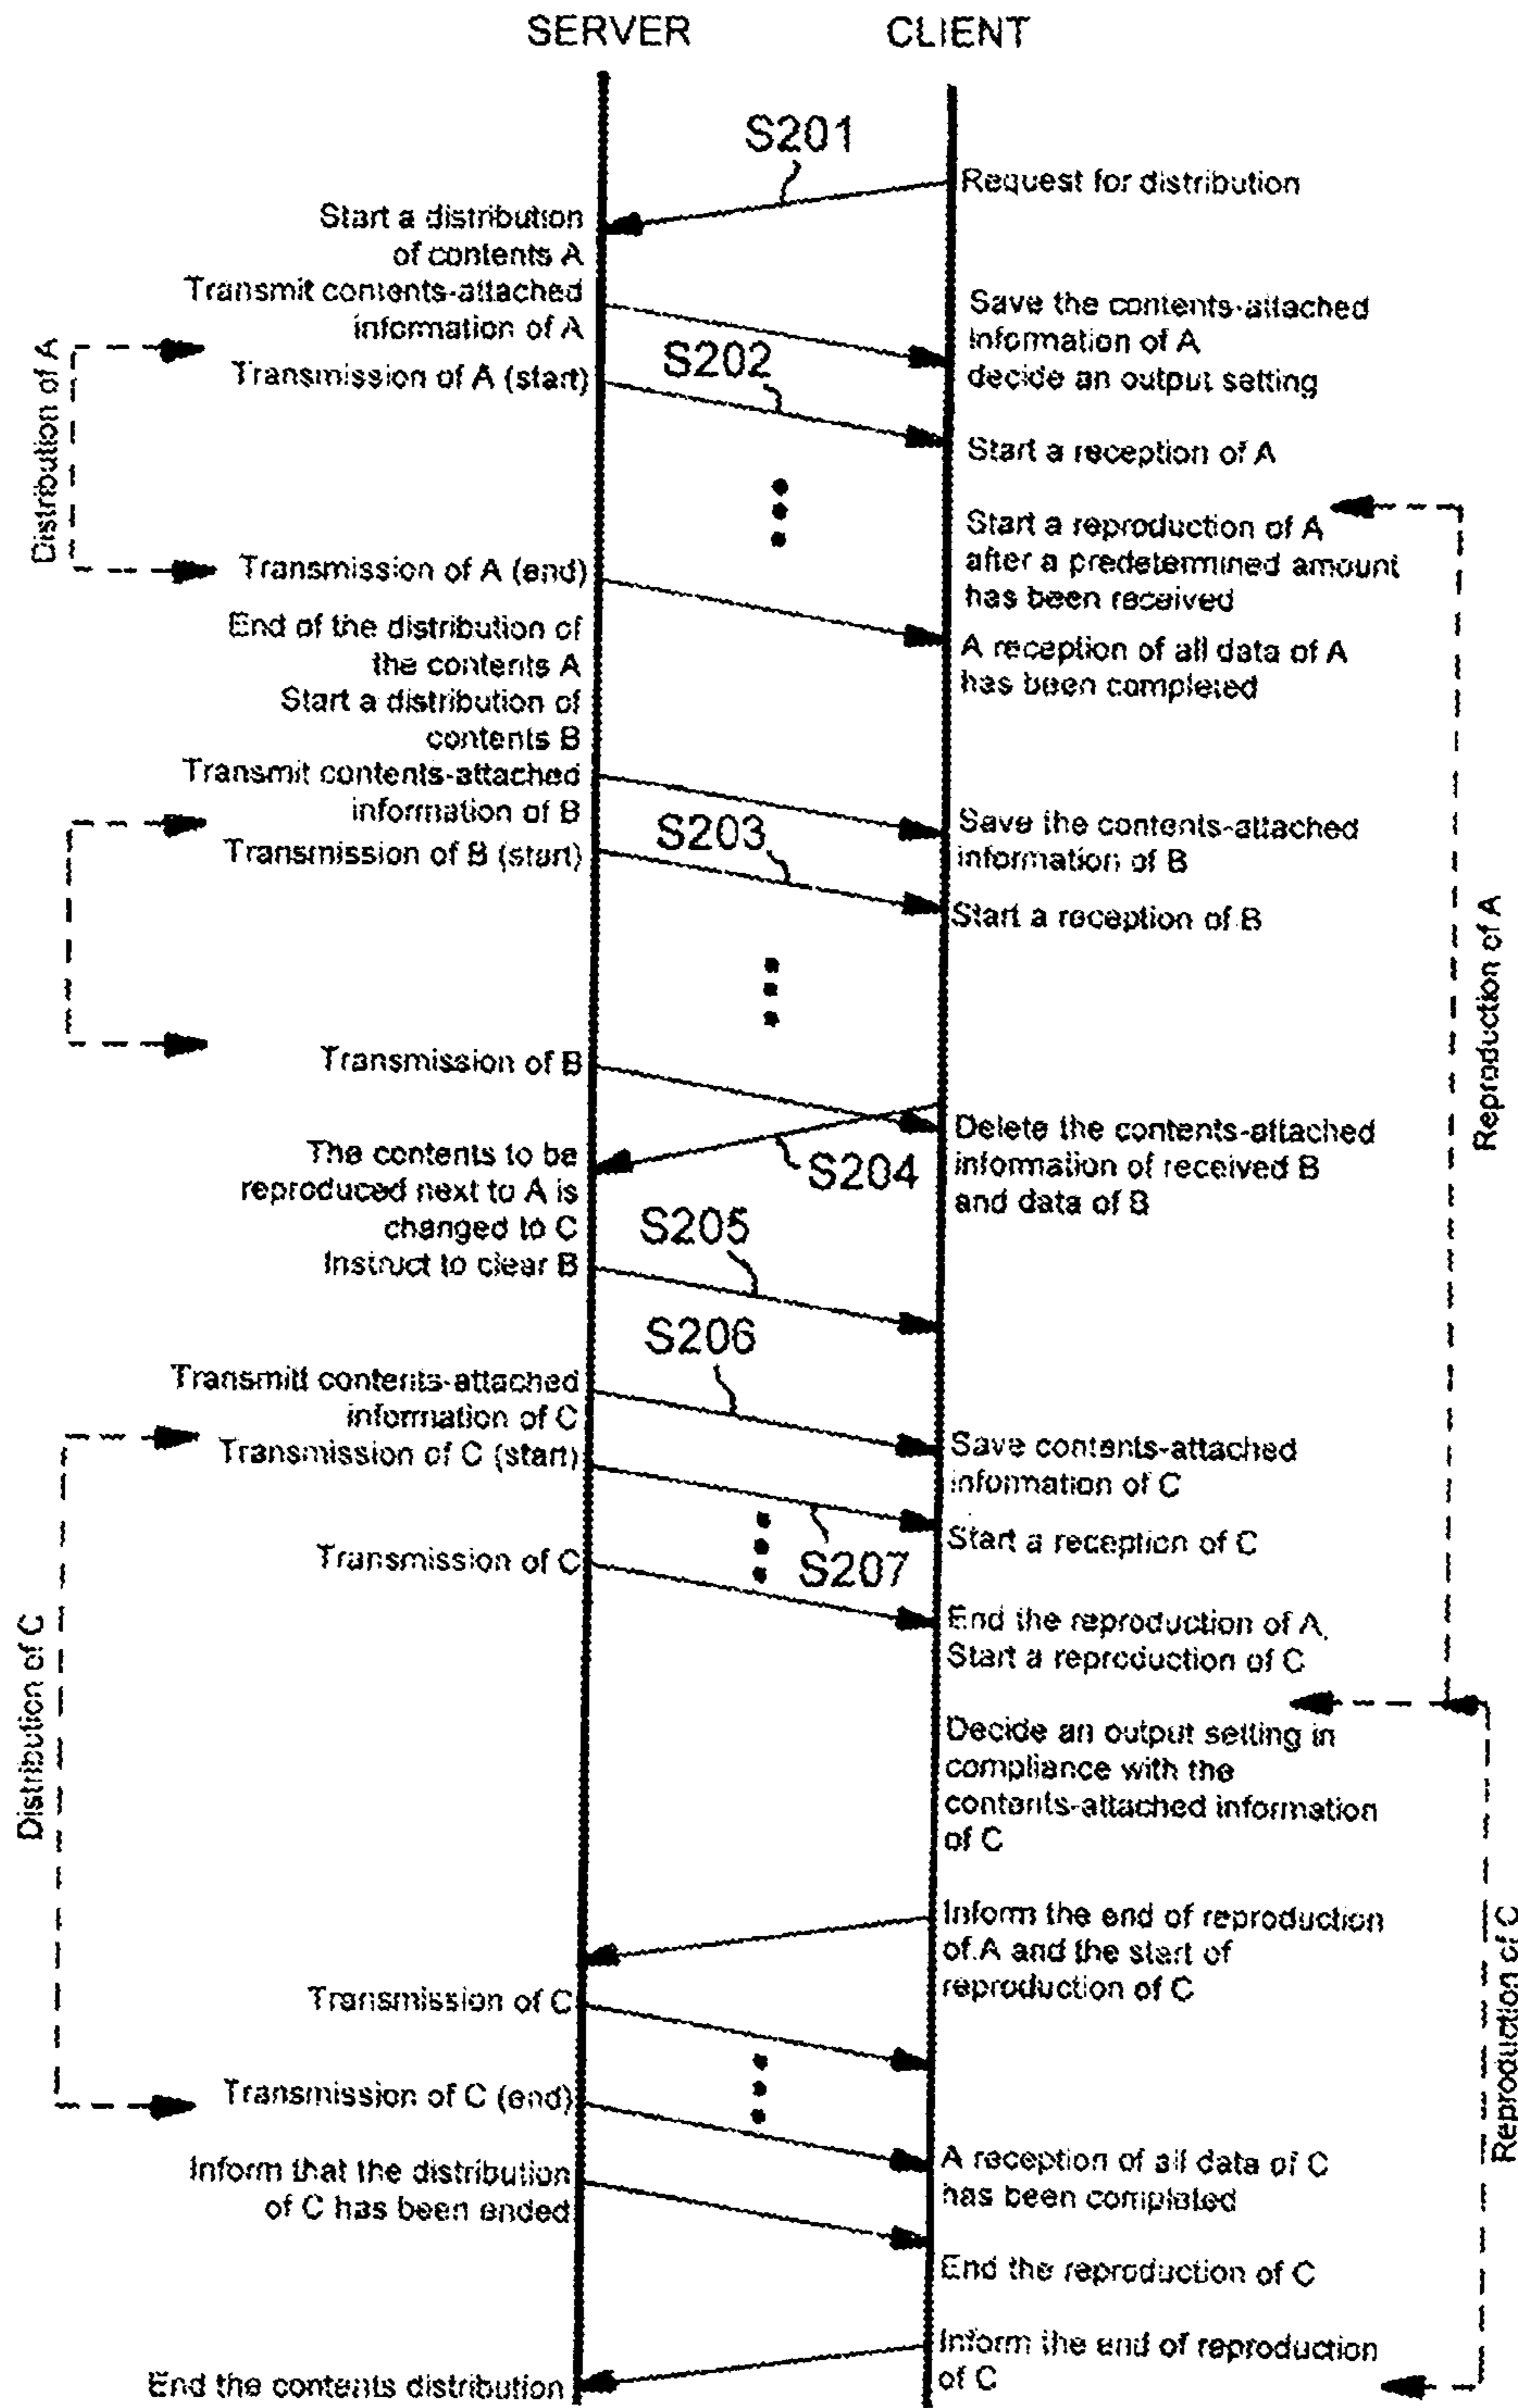 SERVER
CLIENT
S201
Request for distribution
Start a distribution
of contents A
Transmit contents-attached
information of A
Save the contents-attached
information of A
decide an output setting
Distribution of A
S202
Transmission of A (start)
Start a reception of A
Start a reproduction of A
after a predetermined amount
has been received
Transmission of A (end)
End of the distribution of
the contents A
A reception of all data of A
has been completed
Start a distribution of
contents B
Transmit contents-attached
information of B
Save the contents-attached
information of B
S203
Transmission of B (start)
Start a reception of B
Reproduction of A
Transmission of B
Delete the contents-attached
information of received B
and data of B
S204
The contents to be
reproduced next to A is
changed to C
S205
Instruct to clear B
S206
Transmitt contents-attached
information of C
Save contents-attached
information of C
Transmission of C (start)
Start a reception of C
S207
Transmission of C
End the reproduction of A,
Start a reproduction of C
Distribution of C
Decide an output setting in
compliance with the
contents-attached information
of C
Inform the end of reproduction
of A and the start of
reproduction of C
Reproduction of C
Transmission of C
Transmission of C (end)
A reception of all data of C
has been completed
Inform that the distribution
of C has been ended
End the reproduction of C
Inform the end of reproduction
of C
End the contents distribution